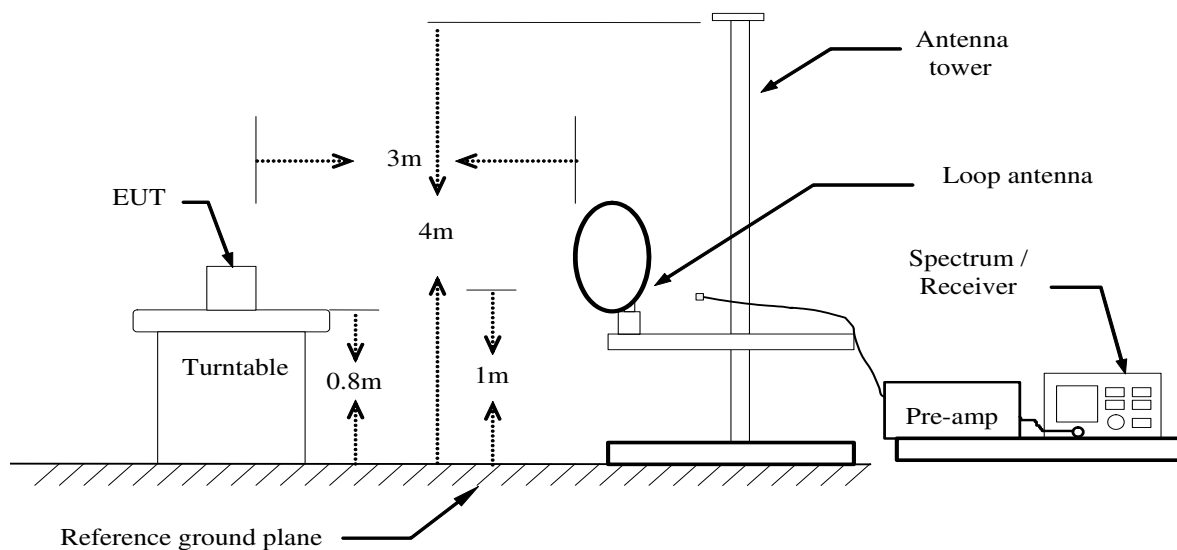 Antenna
tower
3m
Loop antenna
EUT
4m
Spectrum /
Receiver
Turntable
0.8m
1m
Pre-amp
Reference ground plane